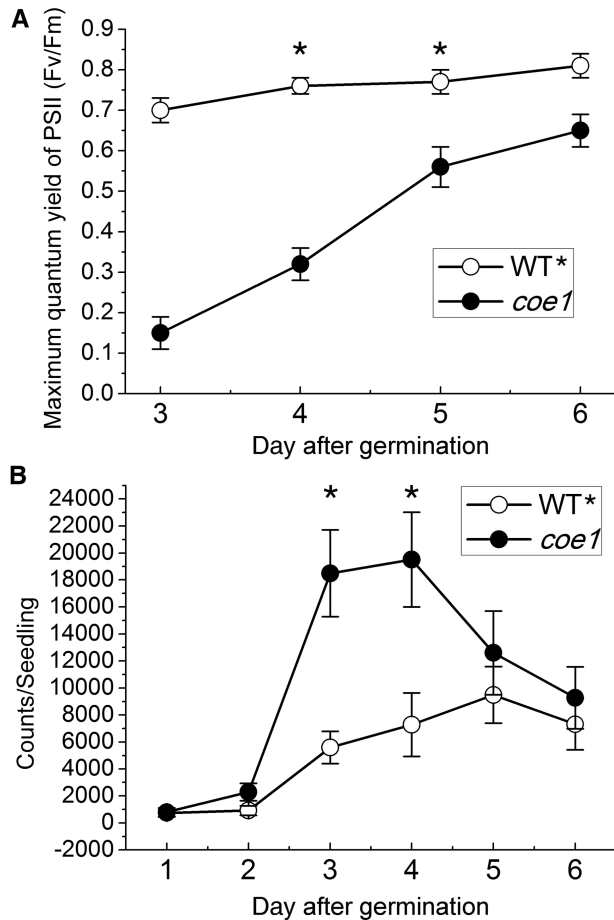 A
Maximum quantum yield of PSII (Fv/Fm)
0.9
0.8
0.7
0.6
0.5
0.4
0.3
0.2
0.1
0.0
* *
WT*
coe1
3 4 5 6
Day after germination
B
Counts/Seedling
24000
22000
20000
18000
16000
14000
12000
10000
8000
6000
4000
2000
0
-2000
* *
WT*
coe1
1 2 3 4 5 6
Day after germination